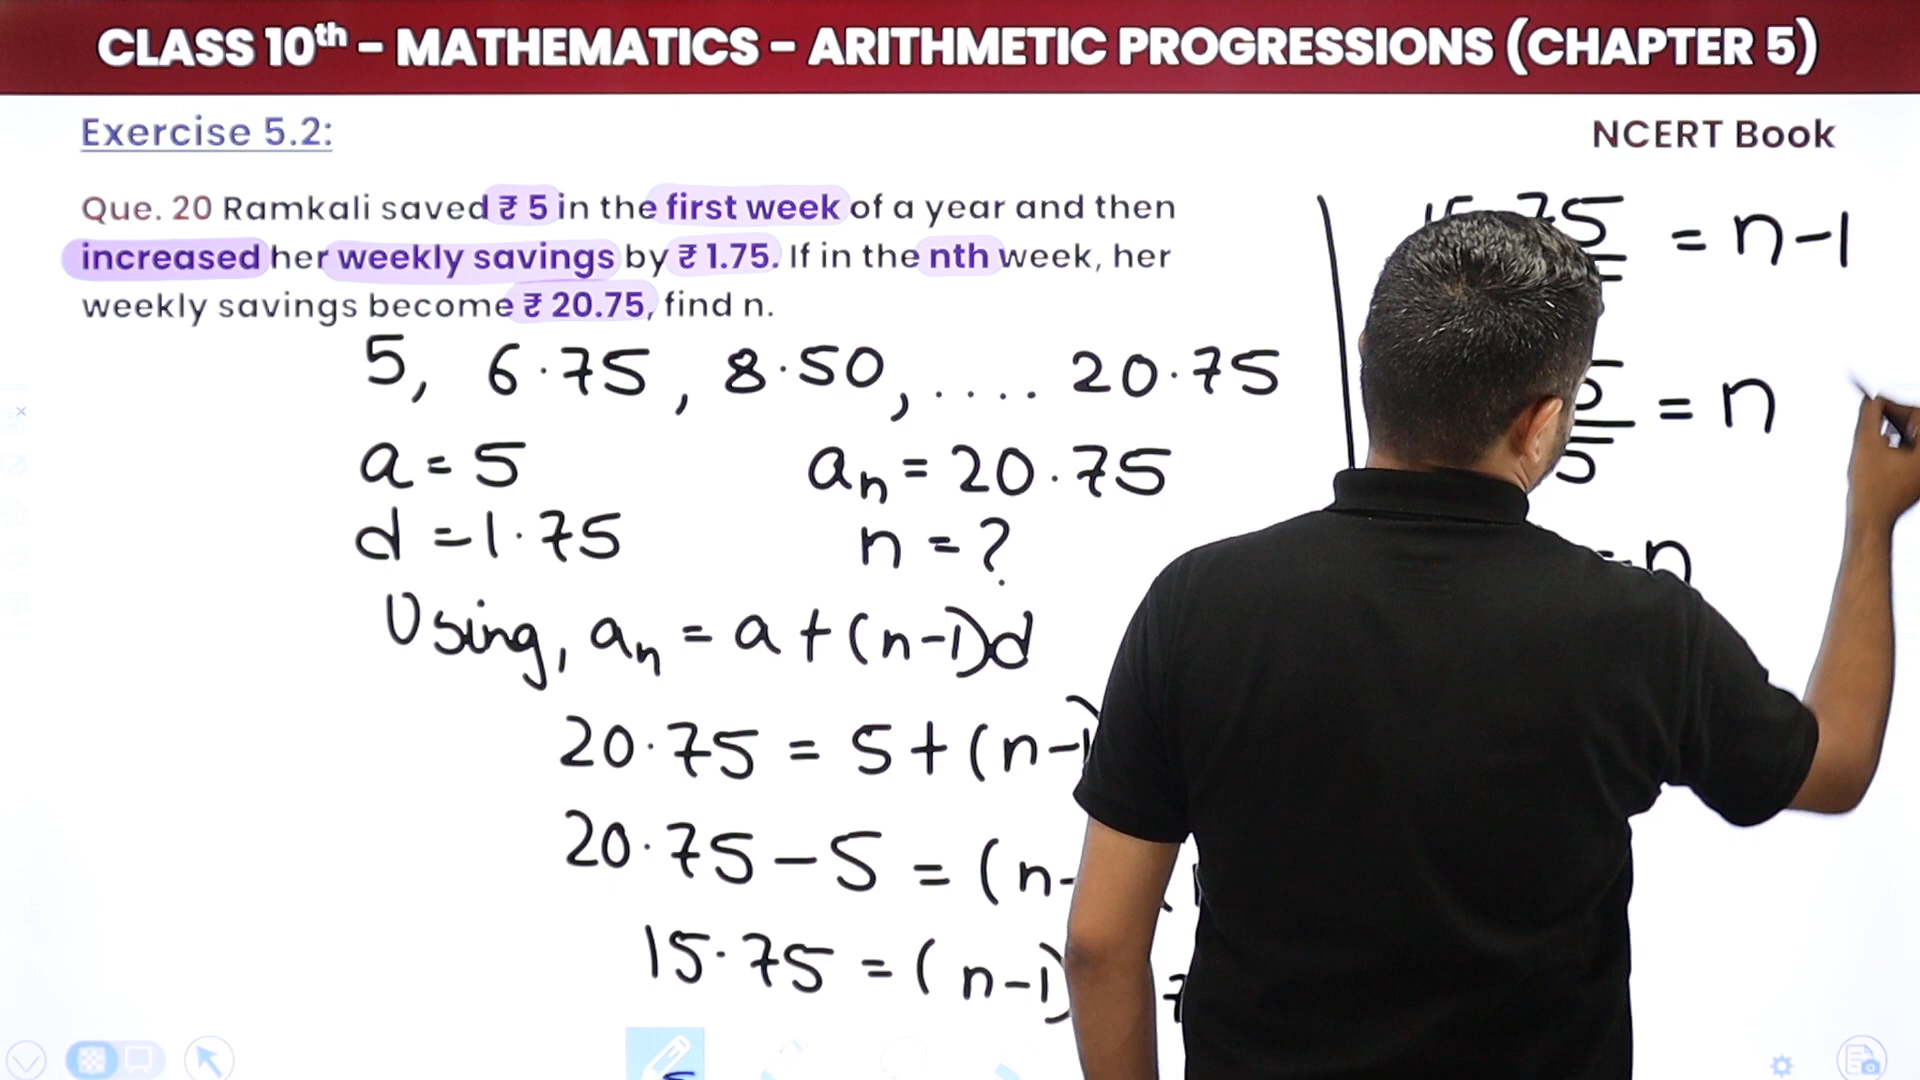 CLASS 10th – MATHEMATICS – ARITHMETIC PROGRESSIONS (CHAPTER 5)
Exercise 5.2:
NCERT Book
Que. 20 Ramkali saved ₹ 5 in the first week of a year and then
increased her weekly savings by ₹ 1.75. If in the nth week, her
weekly savings become ₹ 20.75, find n.
5, 6.75, 8.50, .... 20.75
a = 5
an = 20.75
d = 1.75
n = ?
Using, an = a + (n-1)d
20.75 = 5 + (n-1
20.75 - 5 = (n-
15.75 = (n-1)
= n-1
= n
= n